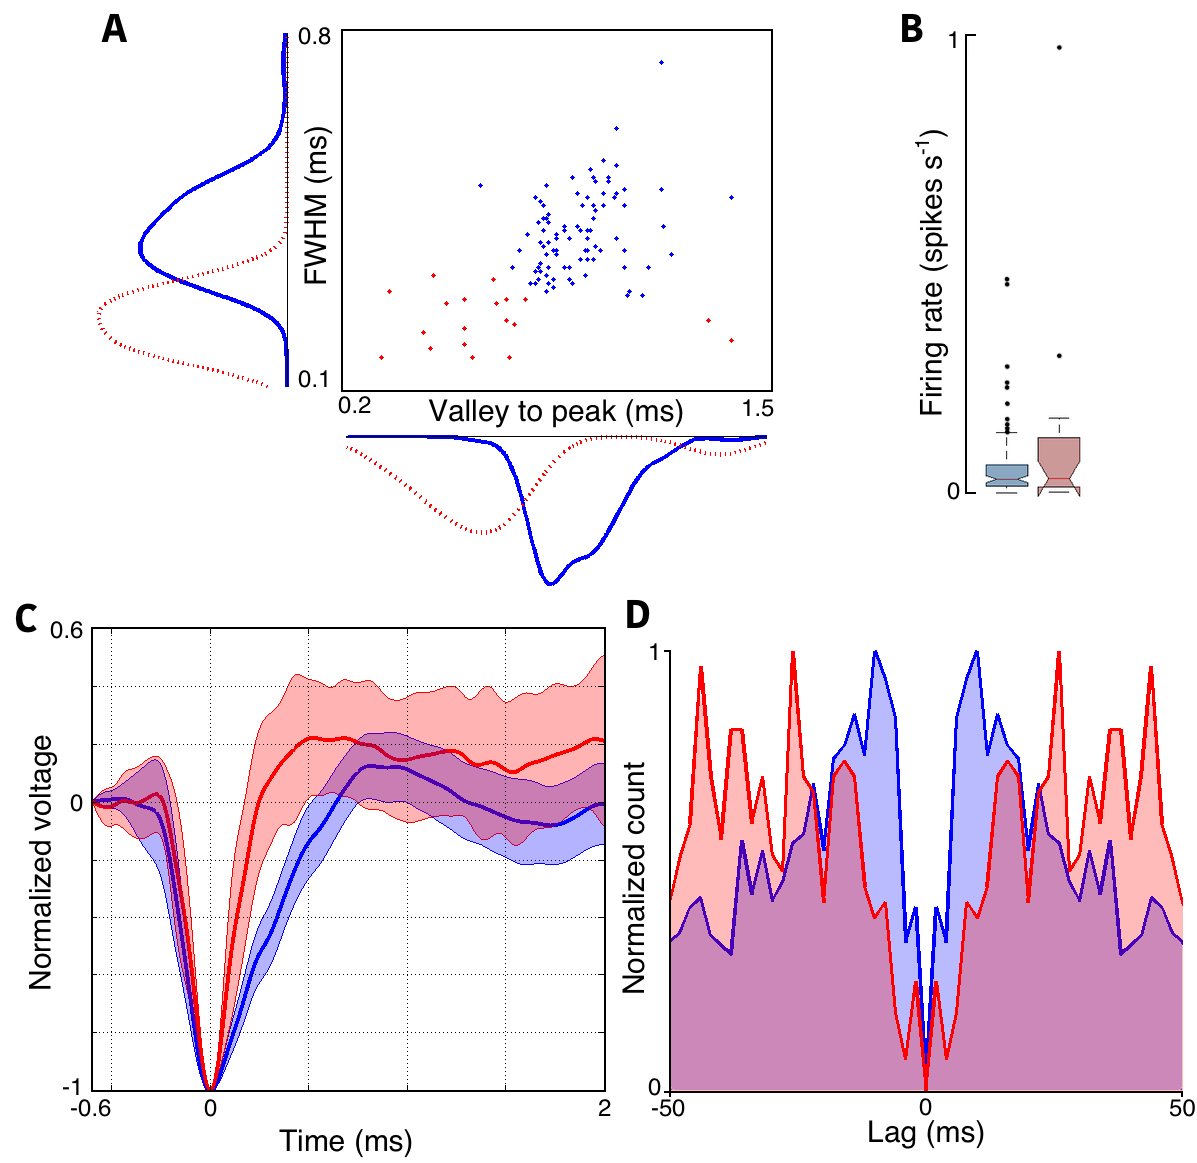 A
0.8
FWHM (ms)
0.1
0.2
Valley to peak (ms)
1.5
B
1
Firing rate (spikes s-1)
0
C
0.6
Normalized voltage
0
-1
-0.6
0
2
Time (ms)
D
1
Normalized count
0
-50
0
50
Lag (ms)